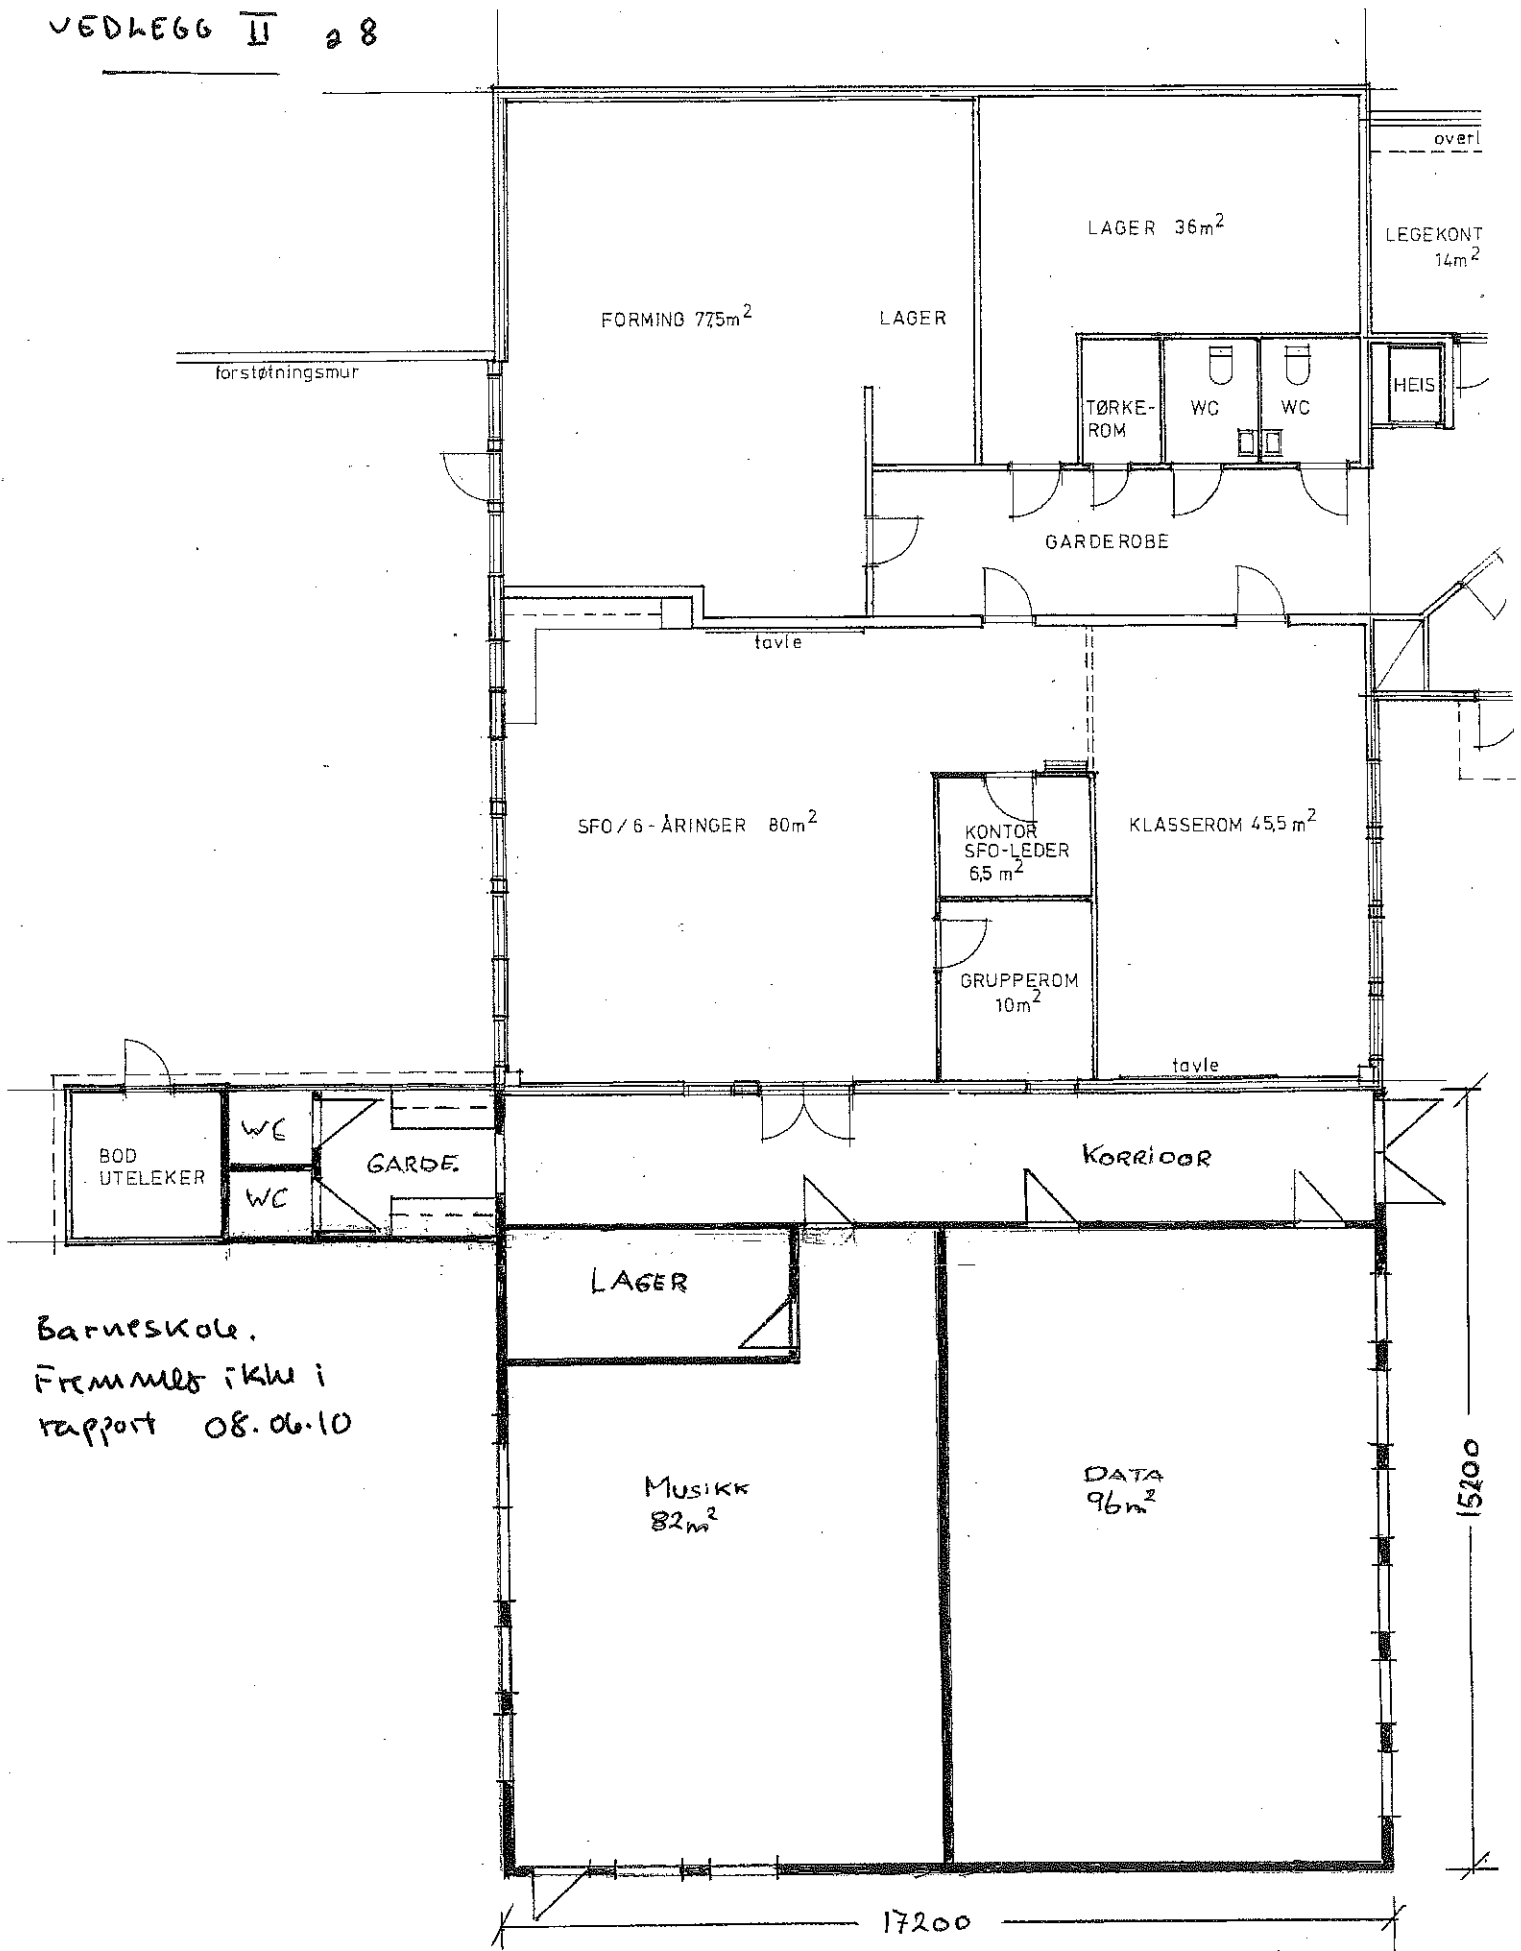 VEDLEGG II a 8
overl
LAGER 36m²
LEGEKONT
14m²
FORMING 77,5m²
LAGER
forstøtningsmur
HEIS
TØRKE-
ROM
WC
WC
GARDEROBE
tavle
SFO/6-ÅRINGER 80m²
KONTOR
SFO-LEDER
6,5 m²
KLASSEROM 45,5 m²
GRUPPEROM
10m²
tavle
BOD
UTELEKER
WC
WC
GARDE.
KORRIDOR
LAGER
Barneskole.
Fremmes ikke i
rapport 08.06.10
MUSIKK
82m²
DATA
96m²
15200
17200